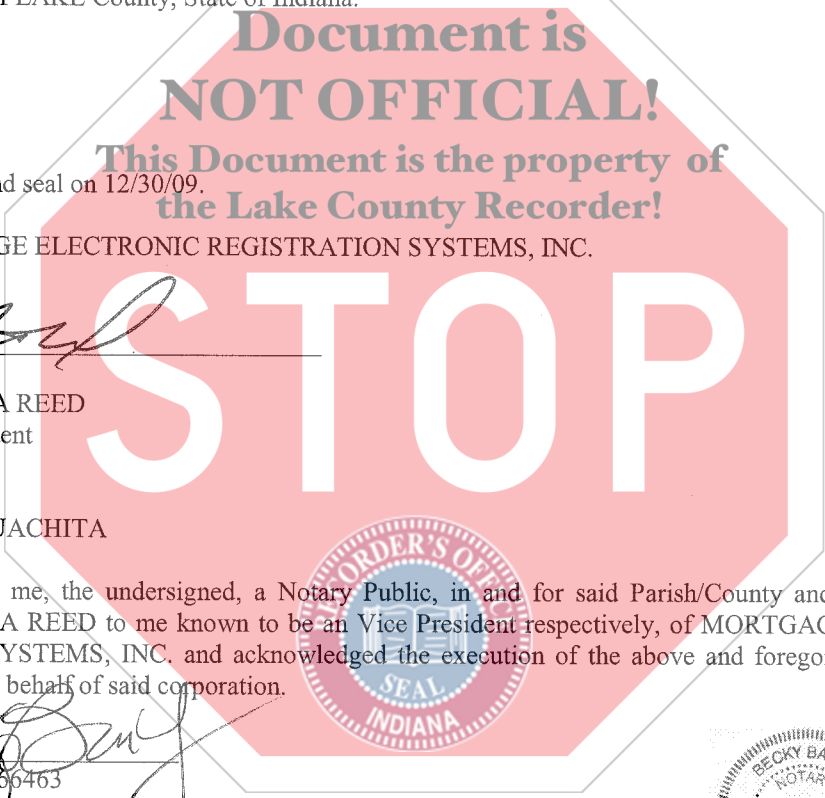 LAKE County, State of Indiana.
Document is
NOT OFFICIAL!
This Document is the property of
the Lake County Recorder!
nd seal on 12/30/09.
GE ELECTRONIC REGISTRATION SYSTEMS, INC.
STOP
A REED
ent
UACHITA
RECORDER'S OFFICE
me, the undersigned, a Notary Public, in and for said Parish/County and
A REED to me known to be an Vice President respectively, of MORTGAG
YSTEMS, INC. and acknowledged the execution of the above and forego
behalf of said corporation.
SEAL
INDIANA
66463
BECKY BA
NOTAR